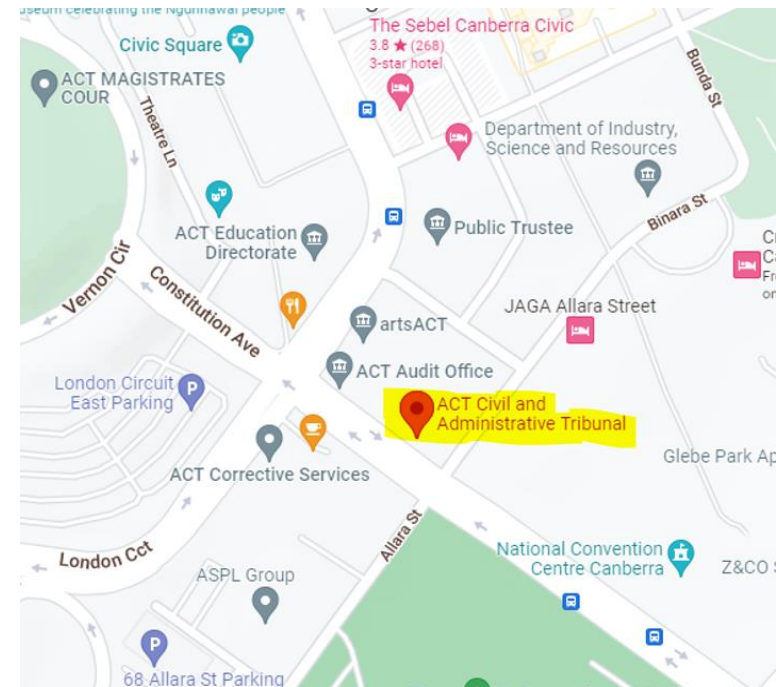 useum celebrating the Ngunnawal people
Civic Square
The Sebel Canberra Civic
3.8 ★ (268)
3-star hotel
ACT MAGISTRATES
COUR
Theatre Ln
Bunda St
Department of Industry,
Science and Resources
ACT Education
Directorate
Public Trustee
Binara St
Vernon Cir
Constitution Ave
C
Ca
Fr
on
JAGA Allara Street
artsACT
ACT Audit Office
London Circuit
East Parking
P
ACT Civil and
Administrative Tribunal
ACT Corrective Services
Glebe Park Ap
Allara St
London Cct
ASPL Group
National Convention
Centre Canberra
Z&CO S
P
68 Allara St Parking